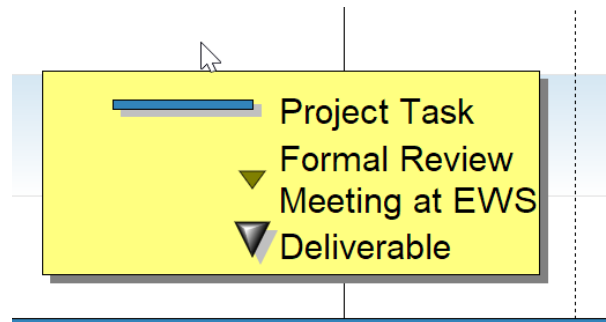 Project Task
Formal Review
Meeting at EWS
Deliverable